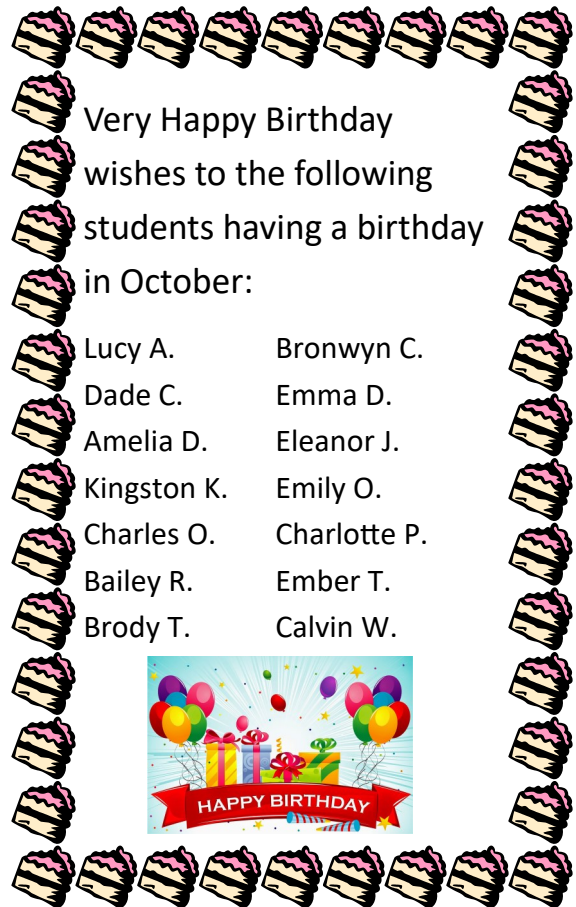 Very Happy Birthday
wishes to the following
students having a birthday
in October:
Lucy A. Bronwyn C.
Dade C. Emma D.
Amelia D. Eleanor J.
Kingston K. Emily O.
Charles O. Charlotte P.
Bailey R. Ember T.
Brody T. Calvin W.
HAPPY BIRTHDAY